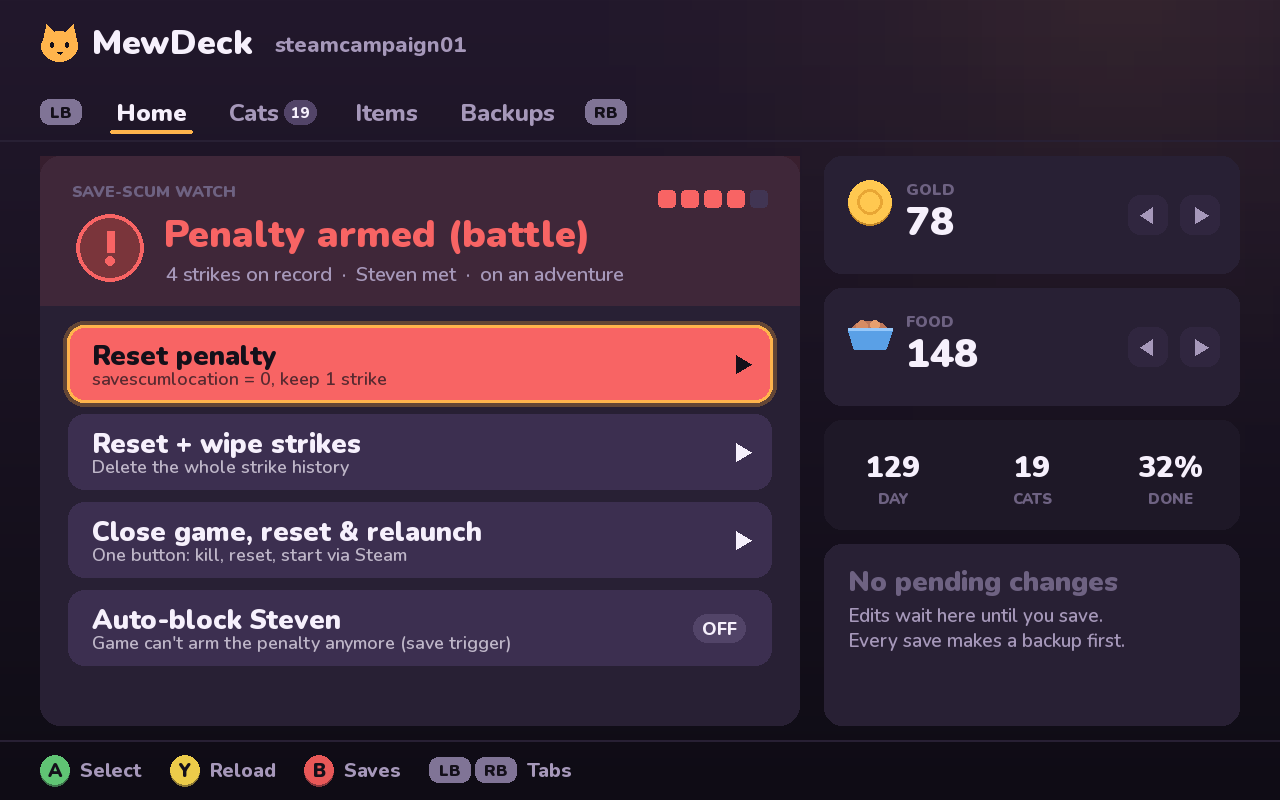 MewDeck steamcampaign01
LB Home Cats 19 Items Backups RB
SAVE-SCUM WATCH
Penalty armed (battle)
4 strikes on record · Steven met · on an adventure
Reset penalty
savescumlocation = 0, keep 1 strike
Reset + wipe strikes
Delete the whole strike history
Close game, reset & relaunch
One button: kill, reset, start via Steam
Auto-block Steven
Game can't arm the penalty anymore (save trigger)
OFF
GOLD
78
FOOD
148
129 19 32%
DAY CATS DONE
No pending changes
Edits wait here until you save.
Every save makes a backup first.
A Select Y Reload B Saves LB RB Tabs